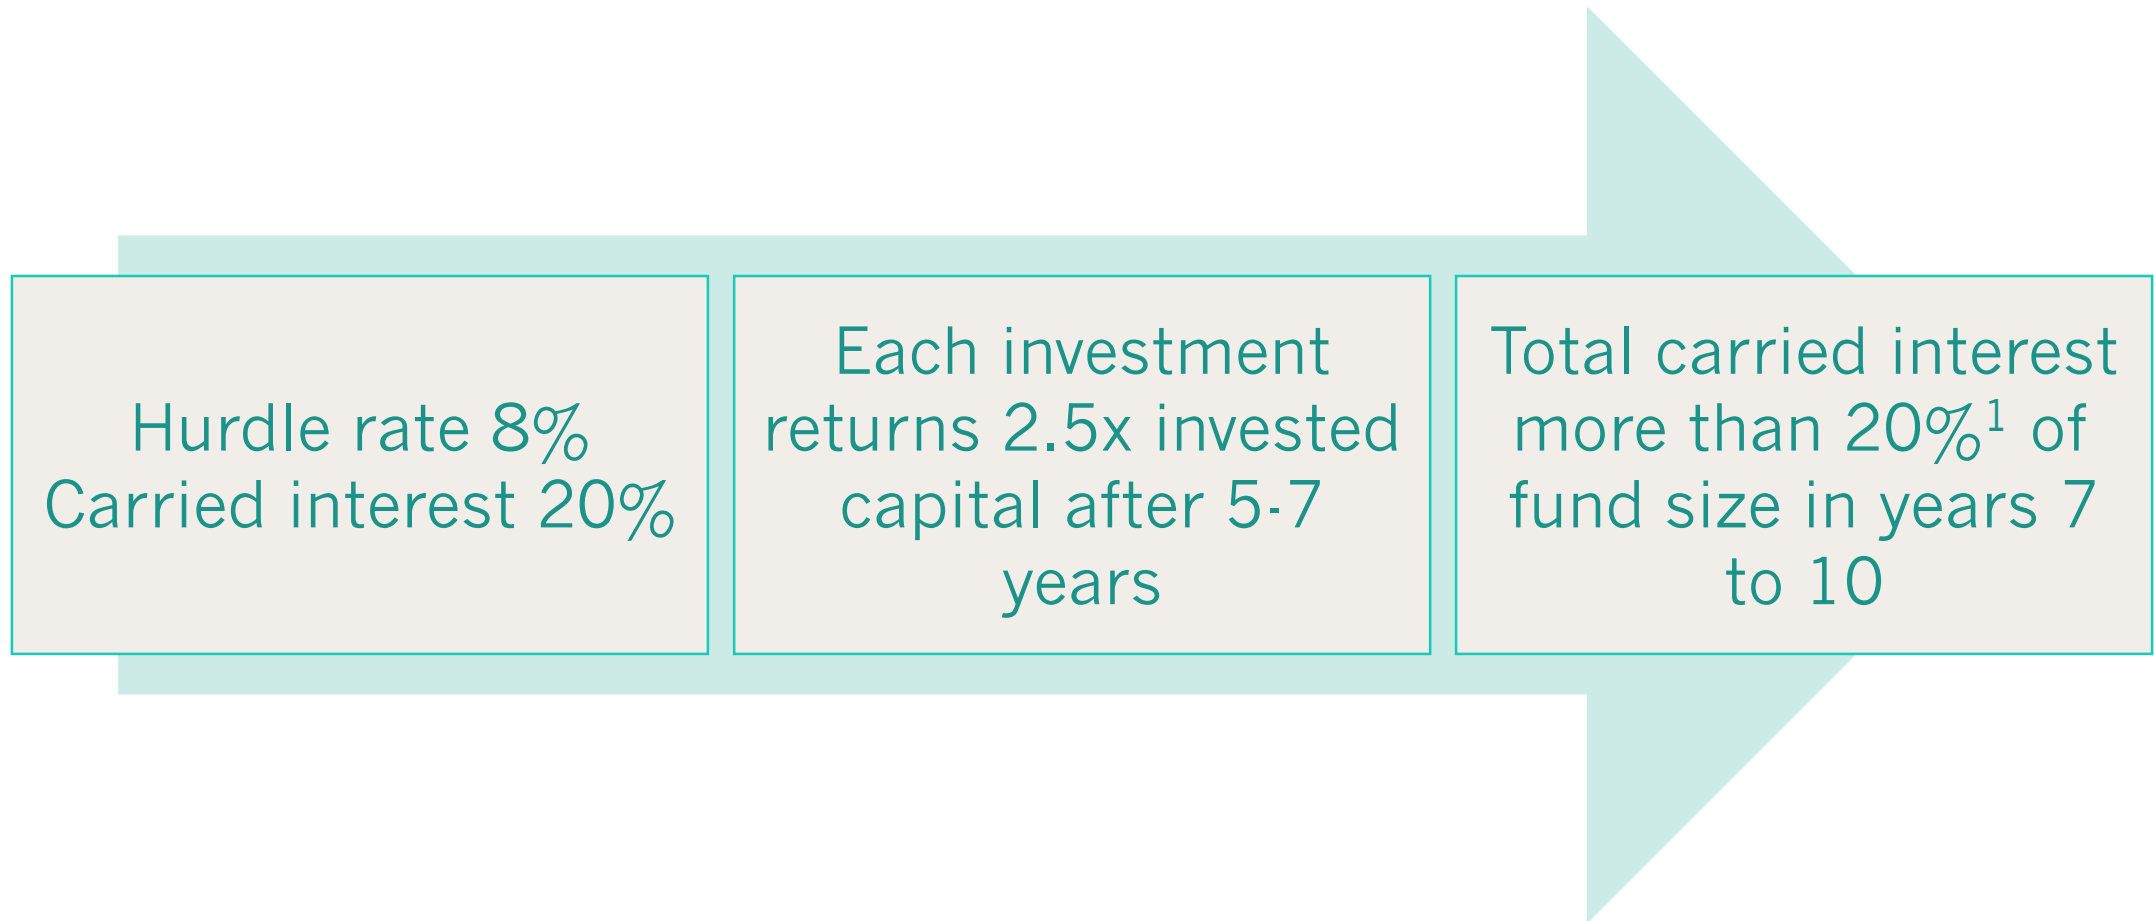 Hurdle rate 8%
Carried interest 20%
Each investment
returns 2.5x invested
capital after 5-7
years
Total carried interest
more than 20%¹ of
fund size in years 7
to 10